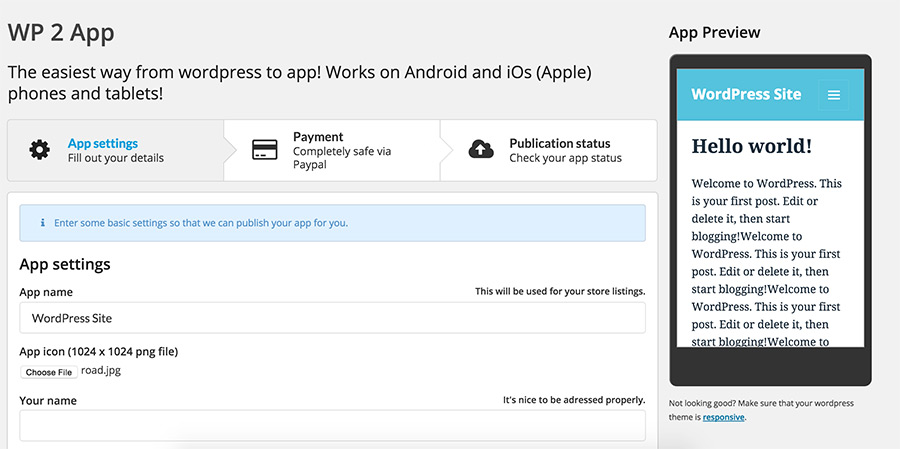 WP 2 App
The easiest way from wordpress to app! Works on Android and iOs (Apple)
phones and tablets!
App settings
Fill out your details
Payment
Completely safe via
Paypal
Publication status
Check your app status
Enter some basic settings so that we can publish your app for you.
App settings
App name
This will be used for your store listings.
WordPress Site
App icon (1024 x 1024 png file)
Choose File road.jpg
Your name
It's nice to be adressed properly.
App Preview
WordPress Site
Hello world!
Welcome to WordPress. This
is your first post. Edit or
delete it, then start
blogging!Welcome to
WordPress. This is your first
post. Edit or delete it, then
start blogging!Welcome to
WordPress. This is your first
post. Edit or delete it, then
start blogging!Welcome to
Not looking good? Make sure that your wordpress
theme is responsive.